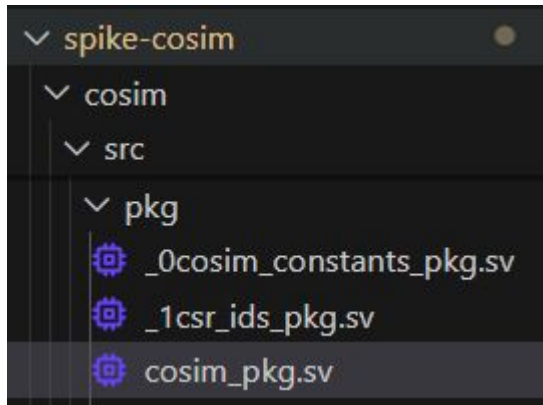 spike-cosim
cosim
src
pkg
_0cosim_constants_pkg.sv
_1csr_ids_pkg.sv
cosim_pkg.sv